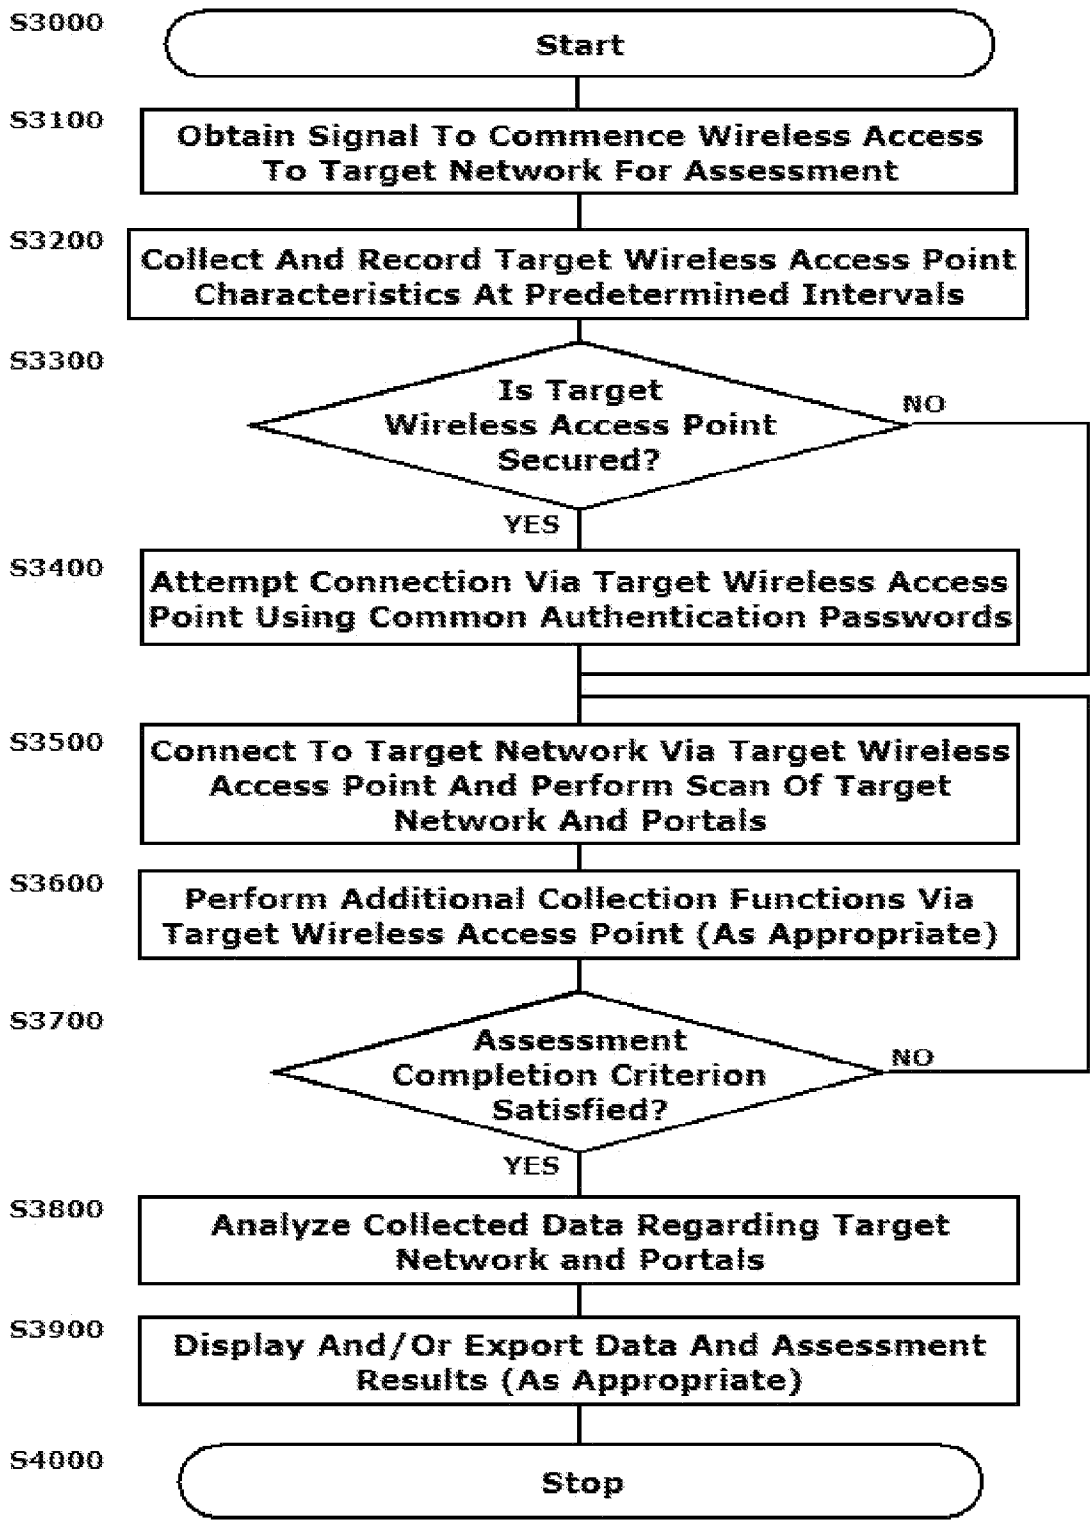 S3000
Start
S3100
Obtain Signal To Commence Wireless Access
To Target Network For Assessment
S3200
Collect And Record Target Wireless Access Point
Characteristics At Predetermined Intervals
S3300
Is Target
Wireless Access Point
Secured?
NO
YES
S3400
Attempt Connection Via Target Wireless Access
Point Using Common Authentication Passwords
S3500
Connect To Target Network Via Target Wireless
Access Point And Perform Scan Of Target
Network And Portals
S3600
Perform Additional Collection Functions Via
Target Wireless Access Point (As Appropriate)
S3700
Assessment
Completion Criterion
Satisfied?
NO
YES
S3800
Analyze Collected Data Regarding Target
Network and Portals
S3900
Display And/Or Export Data And Assessment
Results (As Appropriate)
S4000
Stop